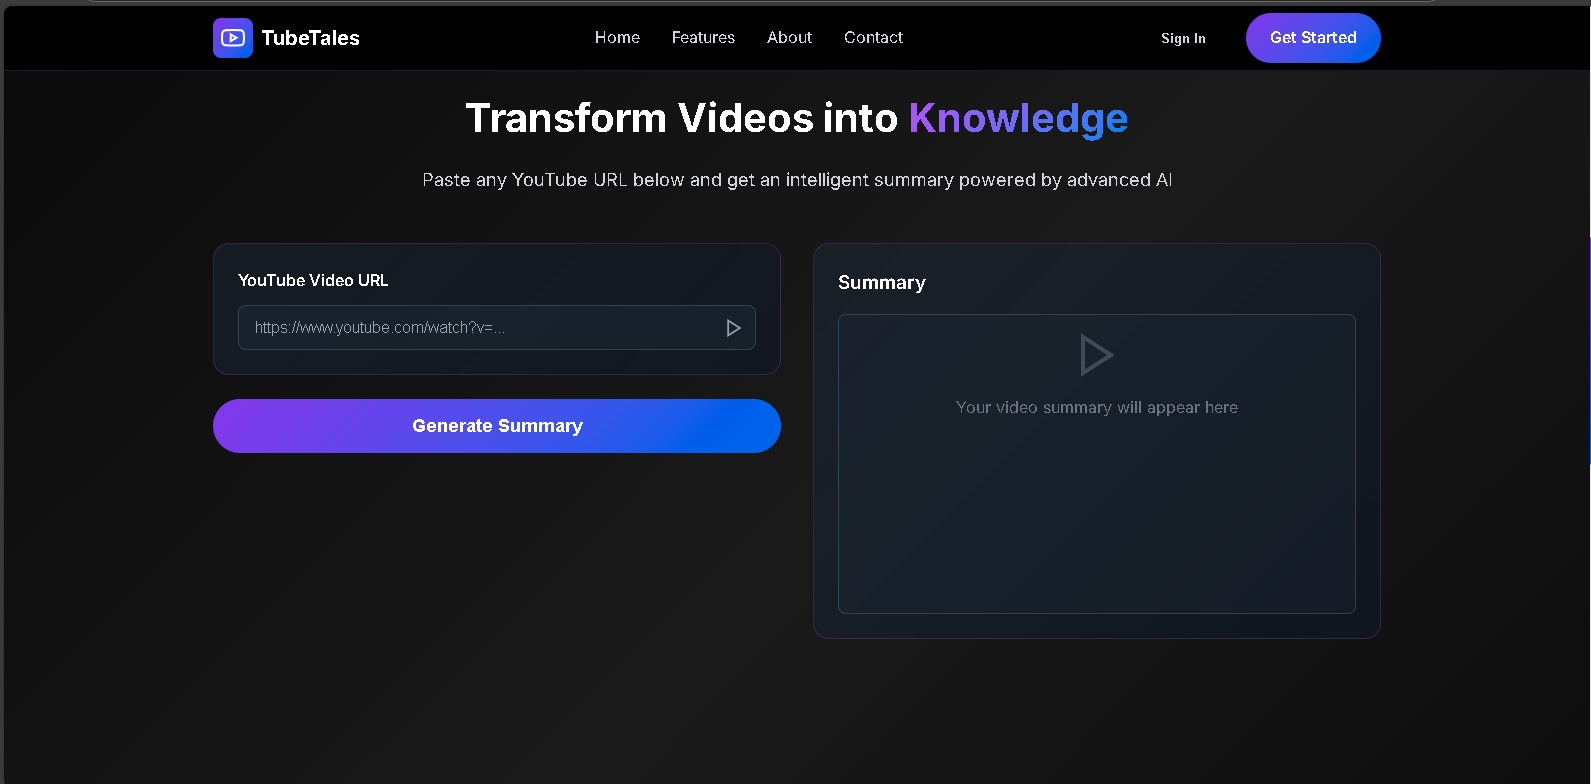 TubeTales
Home Features About Contact
Sign In
Get Started
Transform Videos into Knowledge
Paste any YouTube URL below and get an intelligent summary powered by advanced AI
YouTube Video URL
https://www.youtube.com/watch?v=...
Generate Summary
Summary
Your video summary will appear here